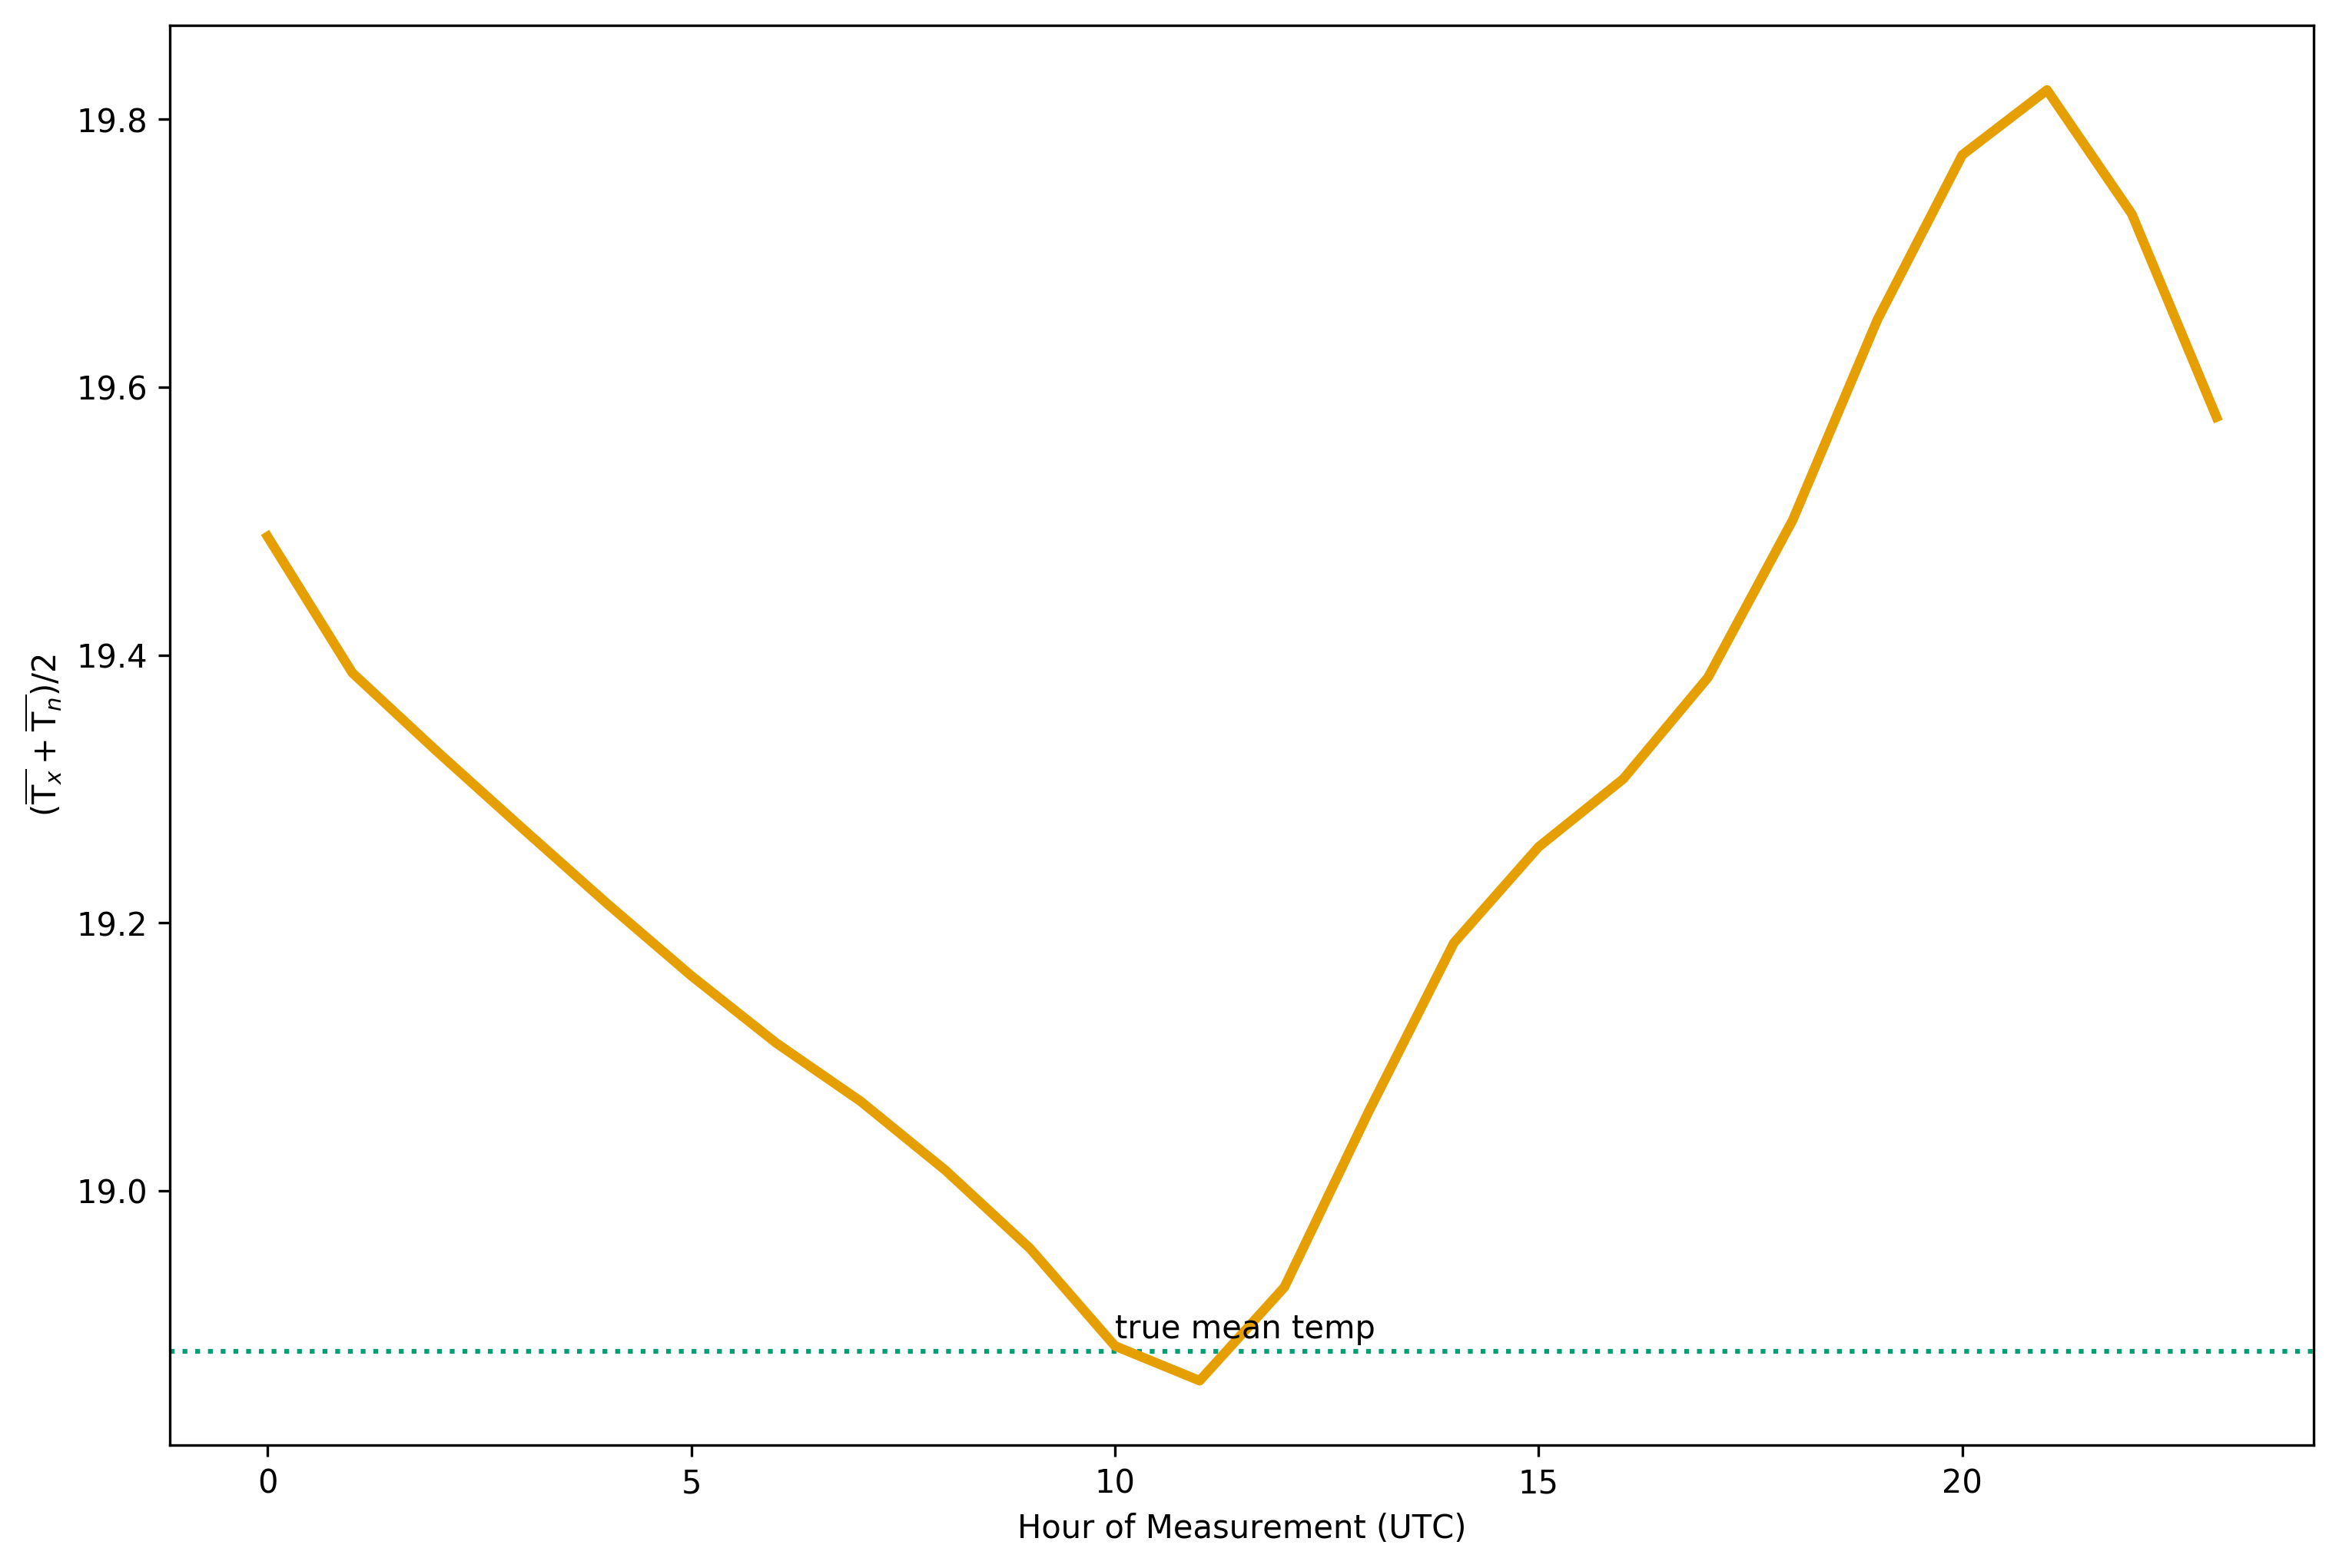 19.8
19.6
19.4
19.2
19.0
(T̅ₓ + T̅ₙ)/2
true mean temp
0 5 10 15 20
Hour of Measurement (UTC)